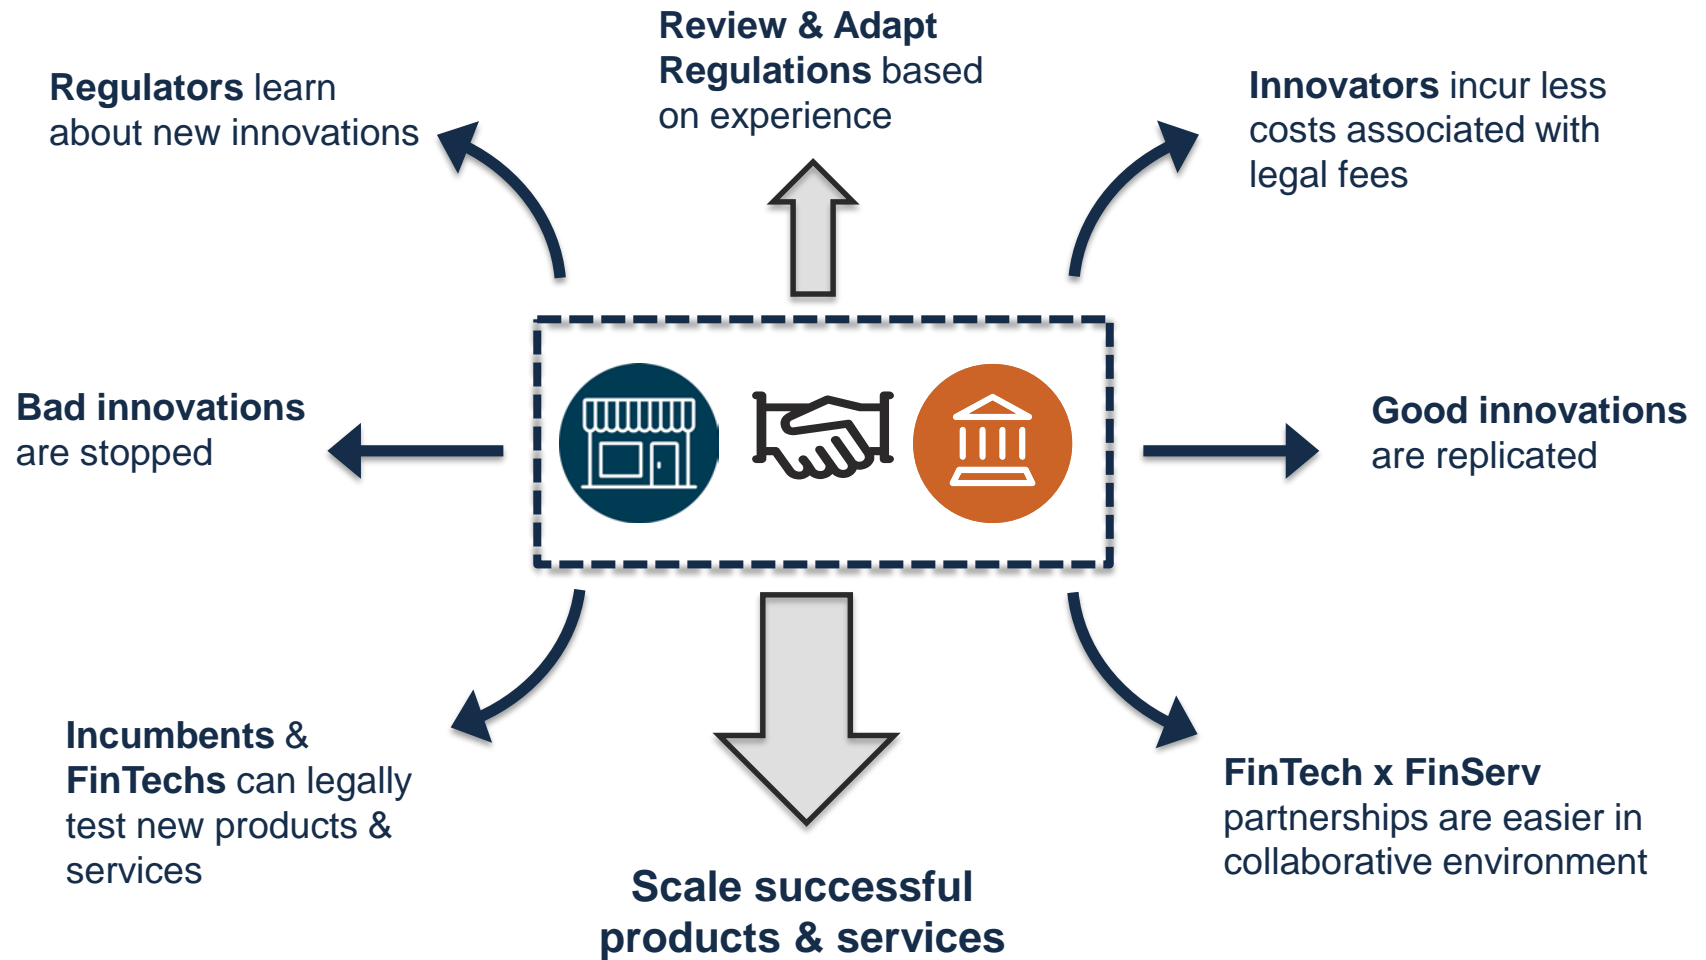 Review & Adapt
Regulations based
on experience
Regulators learn
about new innovations
Innovators incur less
costs associated with
legal fees
Bad innovations
are stopped
Good innovations
are replicated
Incumbents &
FinTechs can legally
test new products &
services
FinTech x FinServ
partnerships are easier in
collaborative environment
Scale successful
products & services